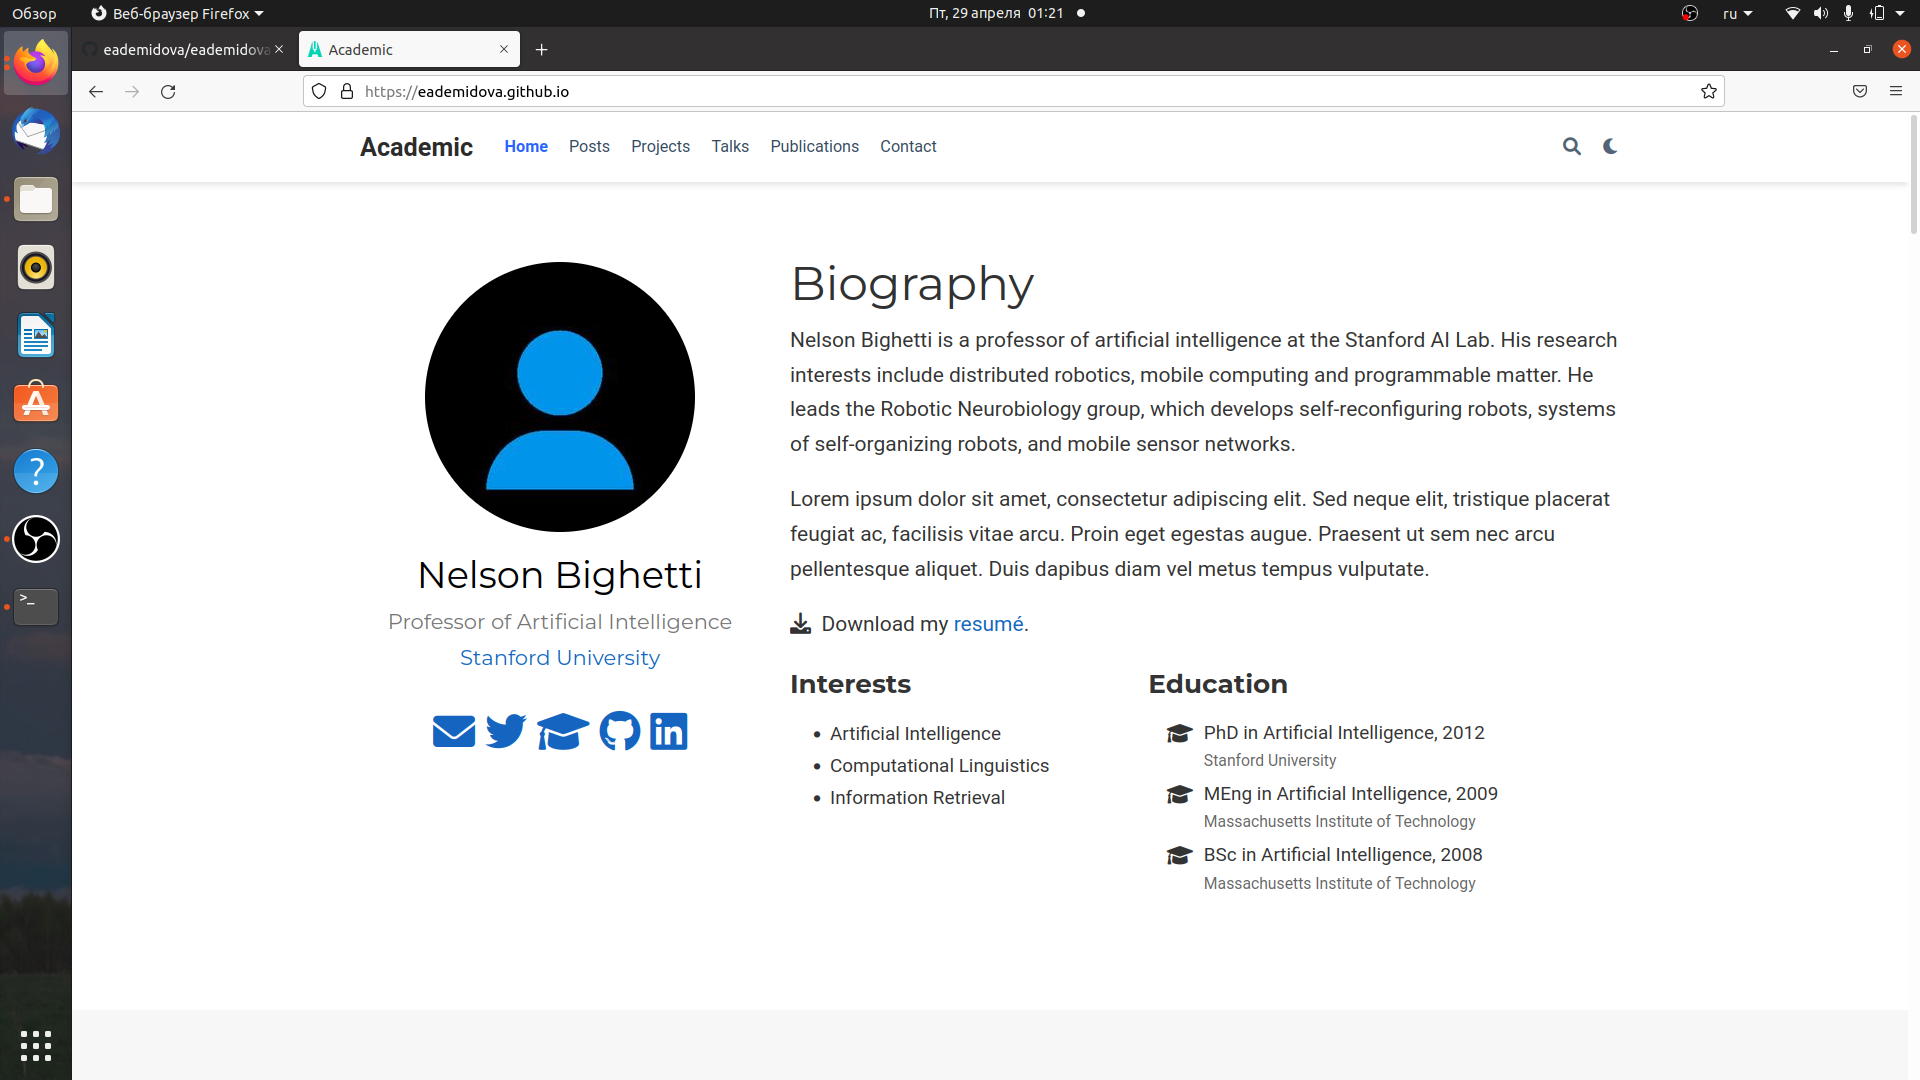 Обзор
Веб-браузер Firefox
Пт, 29 апреля 01:21
ru
eademidova/eademidova
Academic
https://eademidova.github.io
Academic
Home
Posts
Projects
Talks
Publications
Contact
Biography
Nelson Bighetti is a professor of artificial intelligence at the Stanford AI Lab. His research
interests include distributed robotics, mobile computing and programmable matter. He
leads the Robotic Neurobiology group, which develops self-reconfiguring robots, systems
of self-organizing robots, and mobile sensor networks.
Lorem ipsum dolor sit amet, consectetur adipiscing elit. Sed neque elit, tristique placerat
feugiat ac, facilisis vitae arcu. Proin eget egestas augue. Praesent ut sem nec arcu
pellentesque aliquet. Duis dapibus diam vel metus tempus vulputate.
Download my resumé.
Nelson Bighetti
Professor of Artificial Intelligence
Stanford University
Interests
Artificial Intelligence
Computational Linguistics
Information Retrieval
Education
PhD in Artificial Intelligence, 2012
Stanford University
MEng in Artificial Intelligence, 2009
Massachusetts Institute of Technology
BSc in Artificial Intelligence, 2008
Massachusetts Institute of Technology